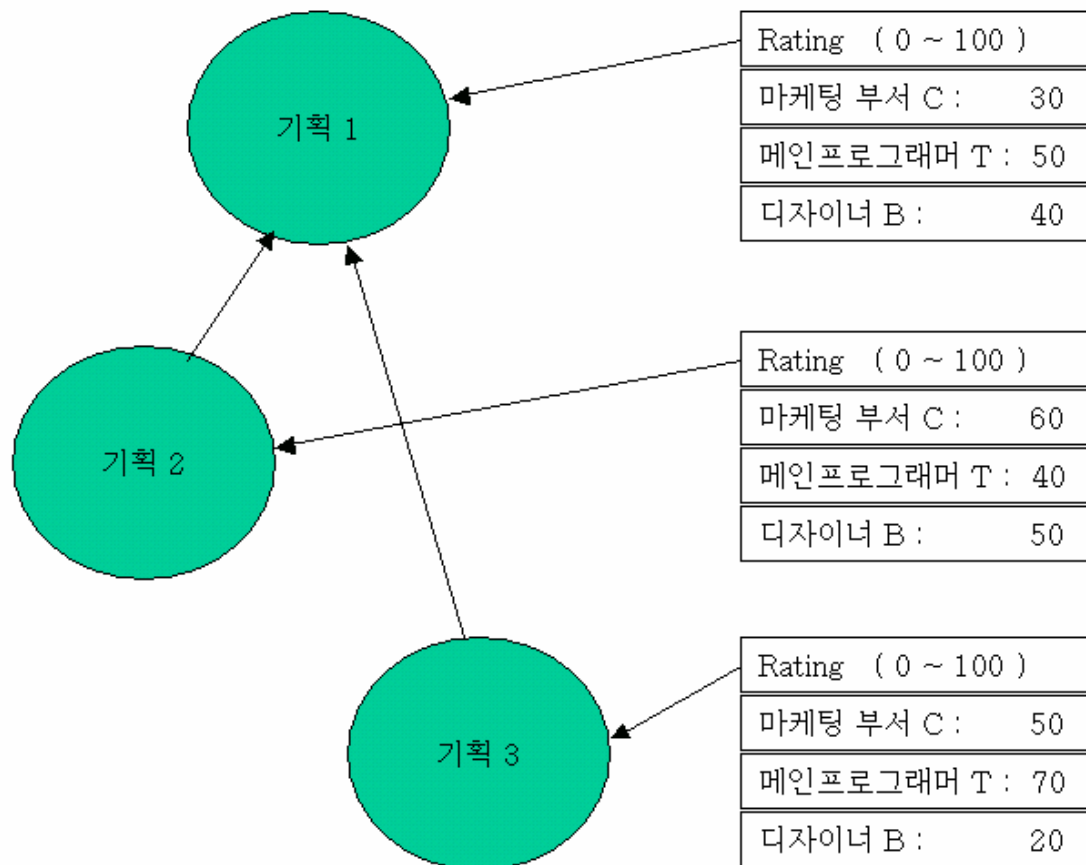 기획 1
Rating ( 0 ~ 100 )
마케팅 부서 C : 30
메인프로그래머 T : 50
디자이너 B : 40
기획 2
Rating ( 0 ~ 100 )
마케팅 부서 C : 60
메인프로그래머 T : 40
디자이너 B : 50
기획 3
Rating ( 0 ~ 100 )
마케팅 부서 C : 50
메인프로그래머 T : 70
디자이너 B : 20